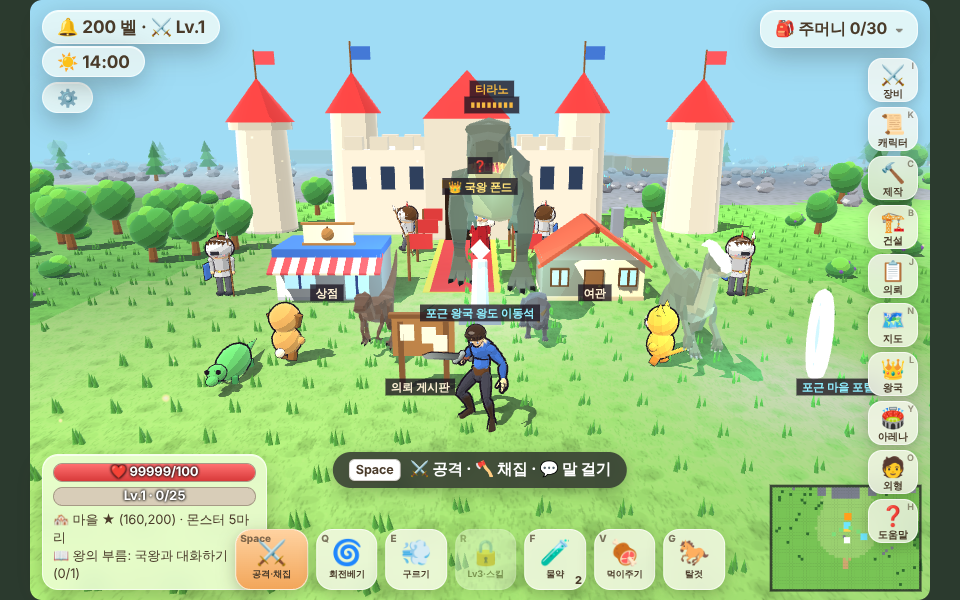 🔔 200 벨 · ⚔️ Lv.1
🎒 주머니 0/30
☀️ 14:00
티라노
❓
👑 국왕 폰드
상점
여관
포근 왕국 왕도 이동석
의뢰 게시판
포근 마을 포탈
I
장비
K
캐릭터
C
제작
B
건설
J
의뢰
N
지도
L
왕국
Y
아레나
O
외형
H
도움말
Space ⚔️ 공격 · 🪓 채집 · 💬 말 걸기
❤️ 99999/100
Lv.1 · 0/25
🏘️ 마을 ★ (160,200) · 몬스터 5마
리
📖 왕의 부름: 국왕과 대화하기
(0/1)
Space
공격·채집
Q
회전베기
E
구르기
R
Lv3·스킬
F
물약
2
V
먹이주기
G
탈것